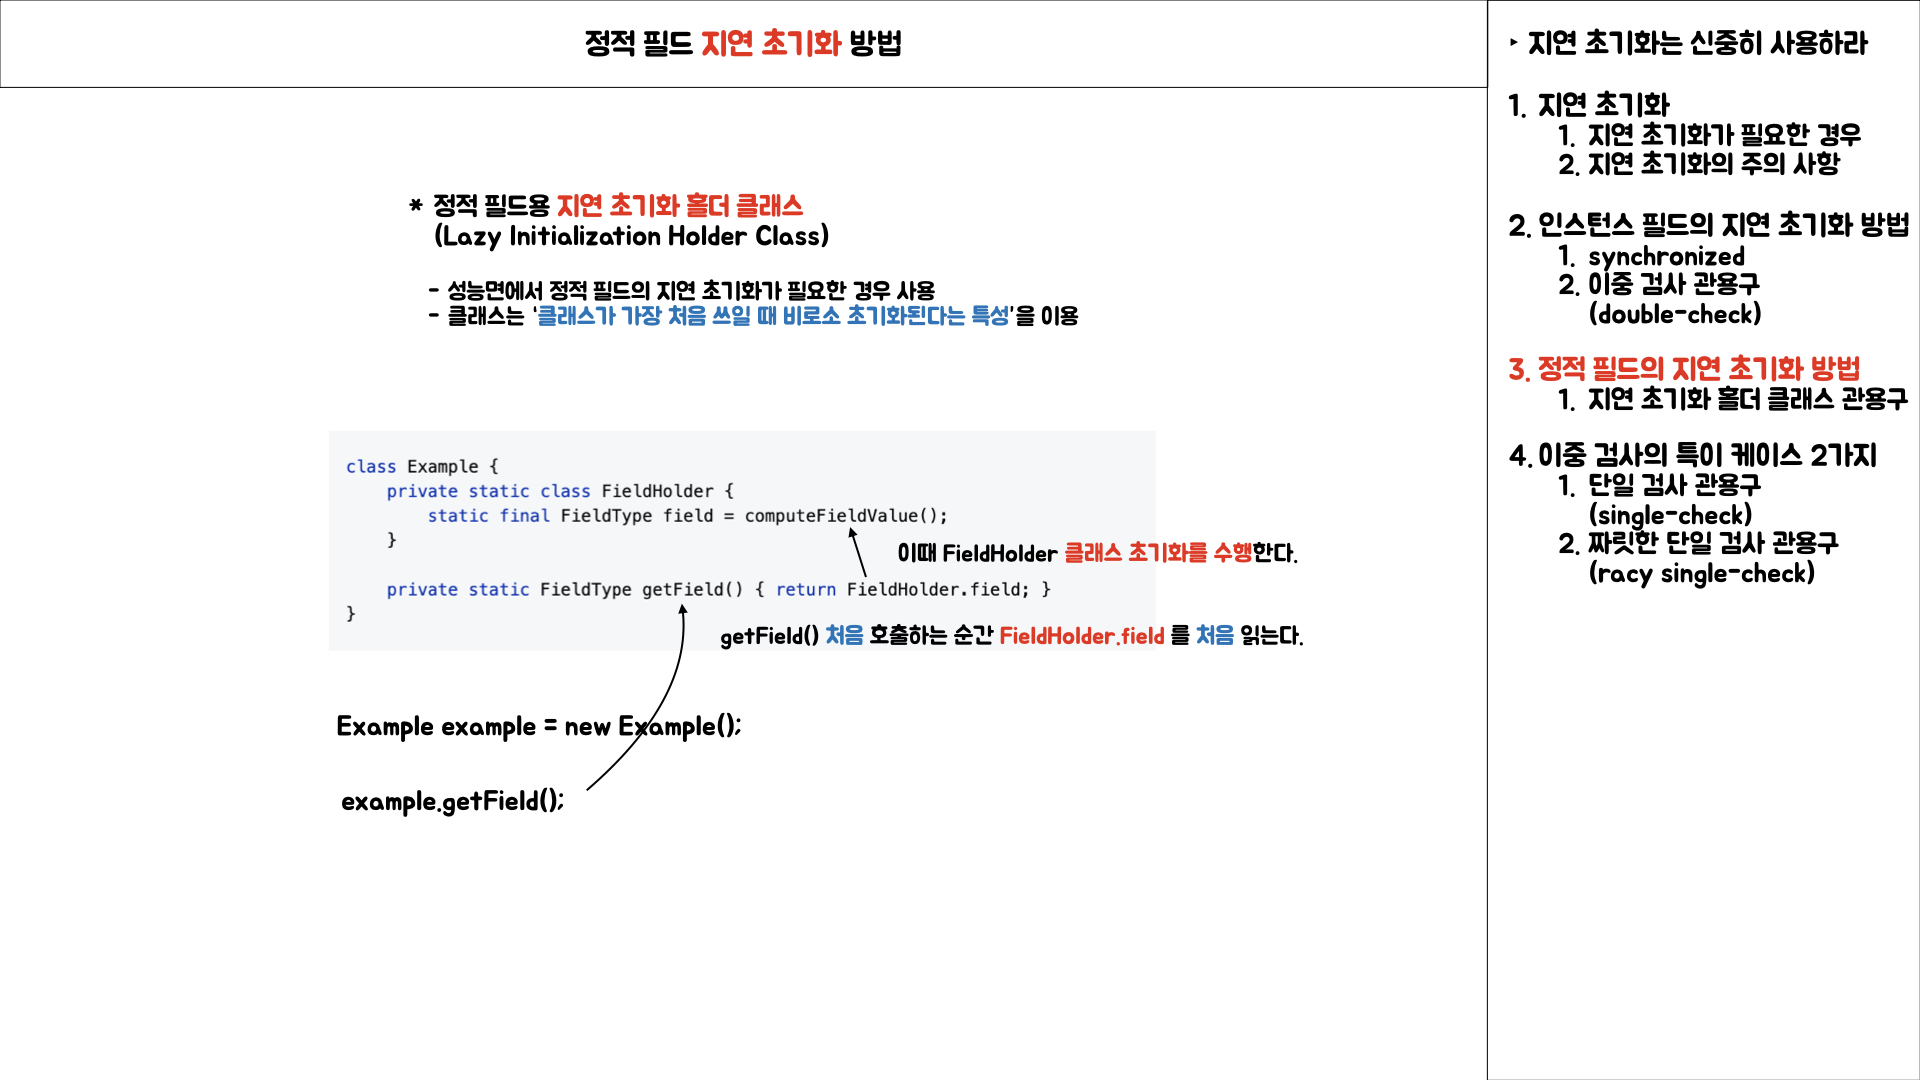 정적 필드 지연 초기화 방법
* 정적 필드용 지연 초기화 홀더 클래스
(Lazy Initialization Holder Class)
- 성능면에서 정적 필드의 지연 초기화가 필요한 경우 사용
- 클래스는 '클래스가 가장 처음 쓰일 때 비로소 초기화된다는 특성'을 이용
class Example {
    private static class FieldHolder {
        static final FieldType field = computeFieldValue();
    }
이때 FieldHolder 클래스 초기화를 수행한다.
    private static FieldType getField() { return FieldHolder.field; }
}
getField() 처음 호출하는 순간 FieldHolder.field 를 처음 읽는다.
Example example = new Example();
example.getField();
‣ 지연 초기화는 신중히 사용하라
1. 지연 초기화
1. 지연 초기화가 필요한 경우
2. 지연 초기화의 주의 사항
2. 인스턴스 필드의 지연 초기화 방법
1. synchronized
2. 이중 검사 관용구
(double-check)
3. 정적 필드의 지연 초기화 방법
1. 지연 초기화 홀더 클래스 관용구
4. 이중 검사의 특이 케이스 2가지
1. 단일 검사 관용구
(single-check)
2. 짜릿한 단일 검사 관용구
(racy single-check)